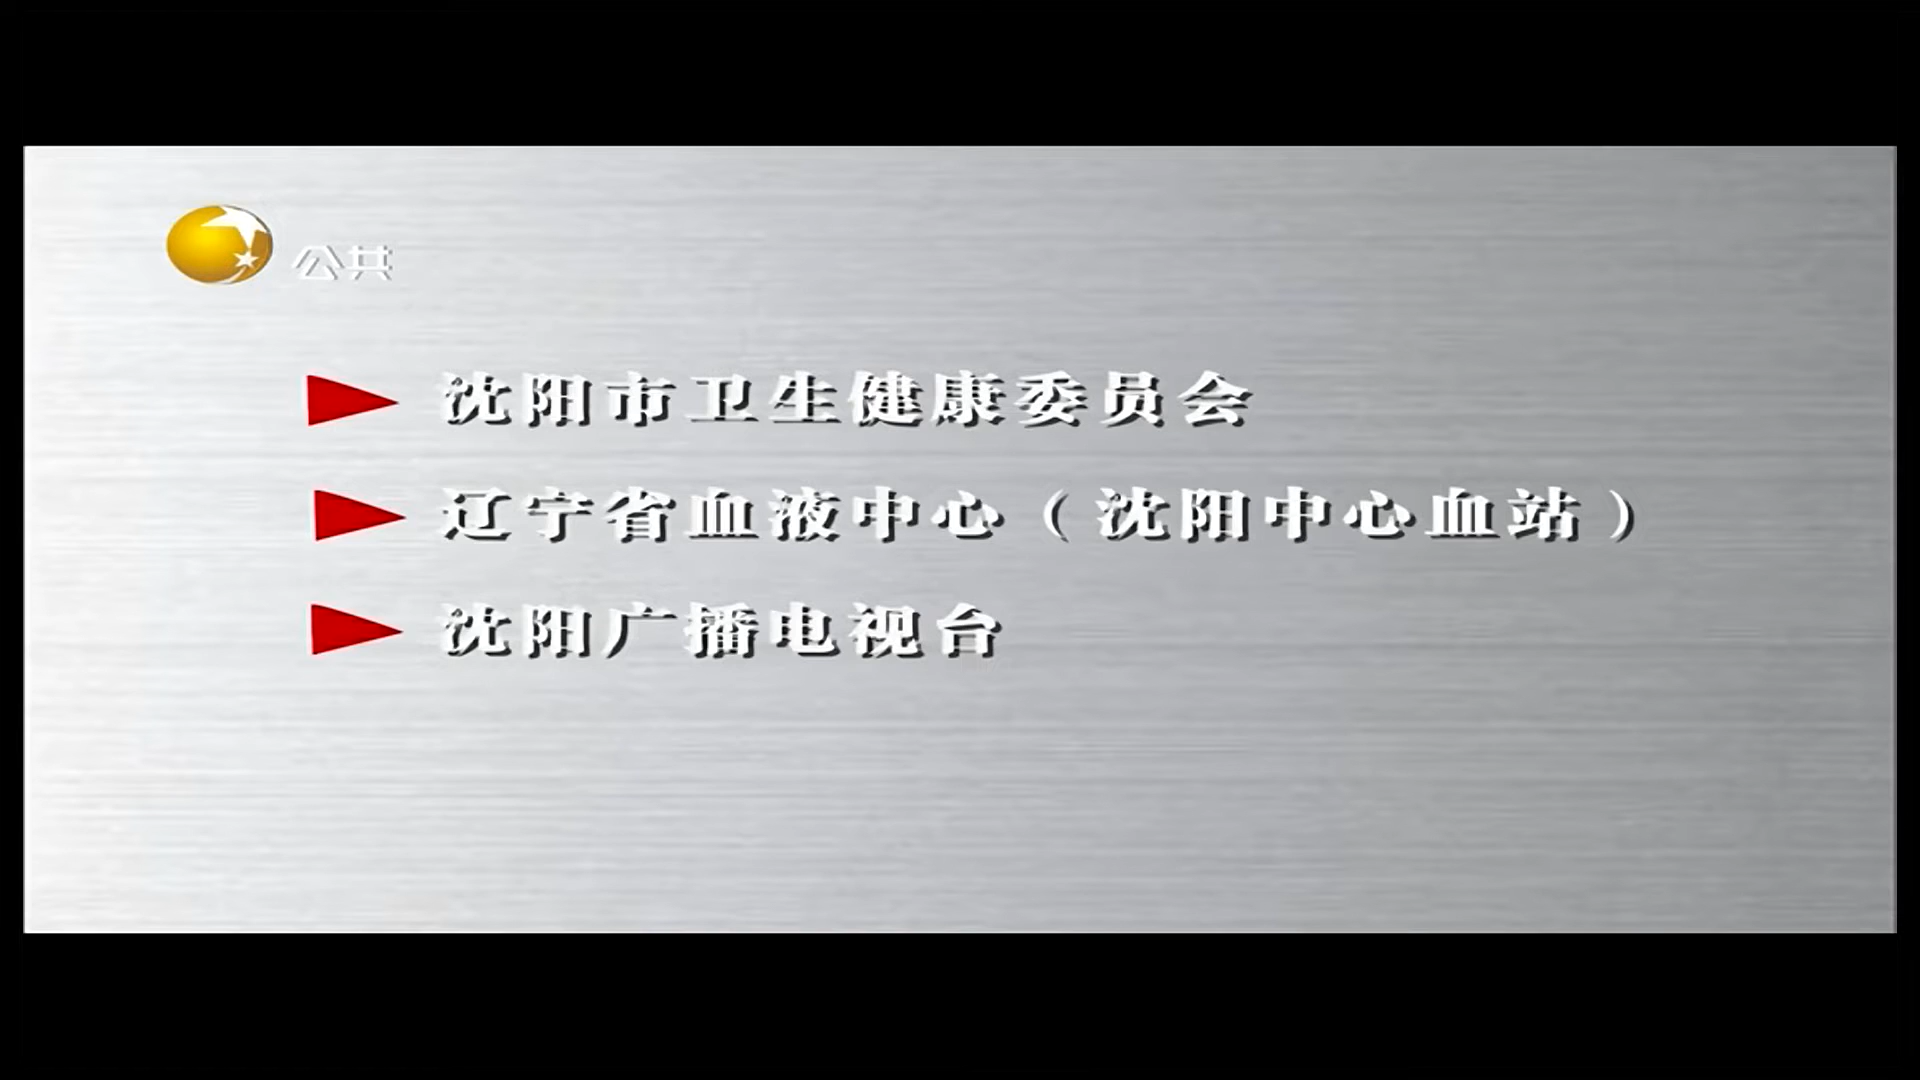 公共
沈阳市卫生健康委员会
辽宁省血液中心（沈阳中心血站）
沈阳广播电视台